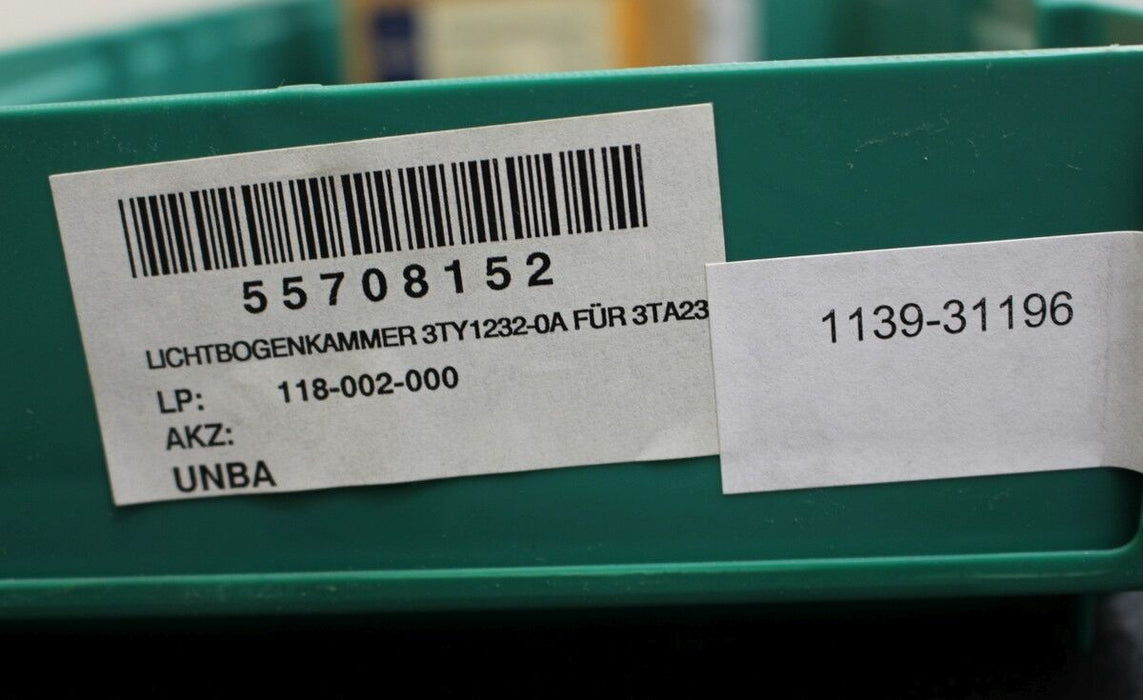 55708152
LICHTBOGENKAMMER 3TY1232-0A FÜR 3TA23
LP: 118-002-000
AKZ:
UNBA
1139-31196